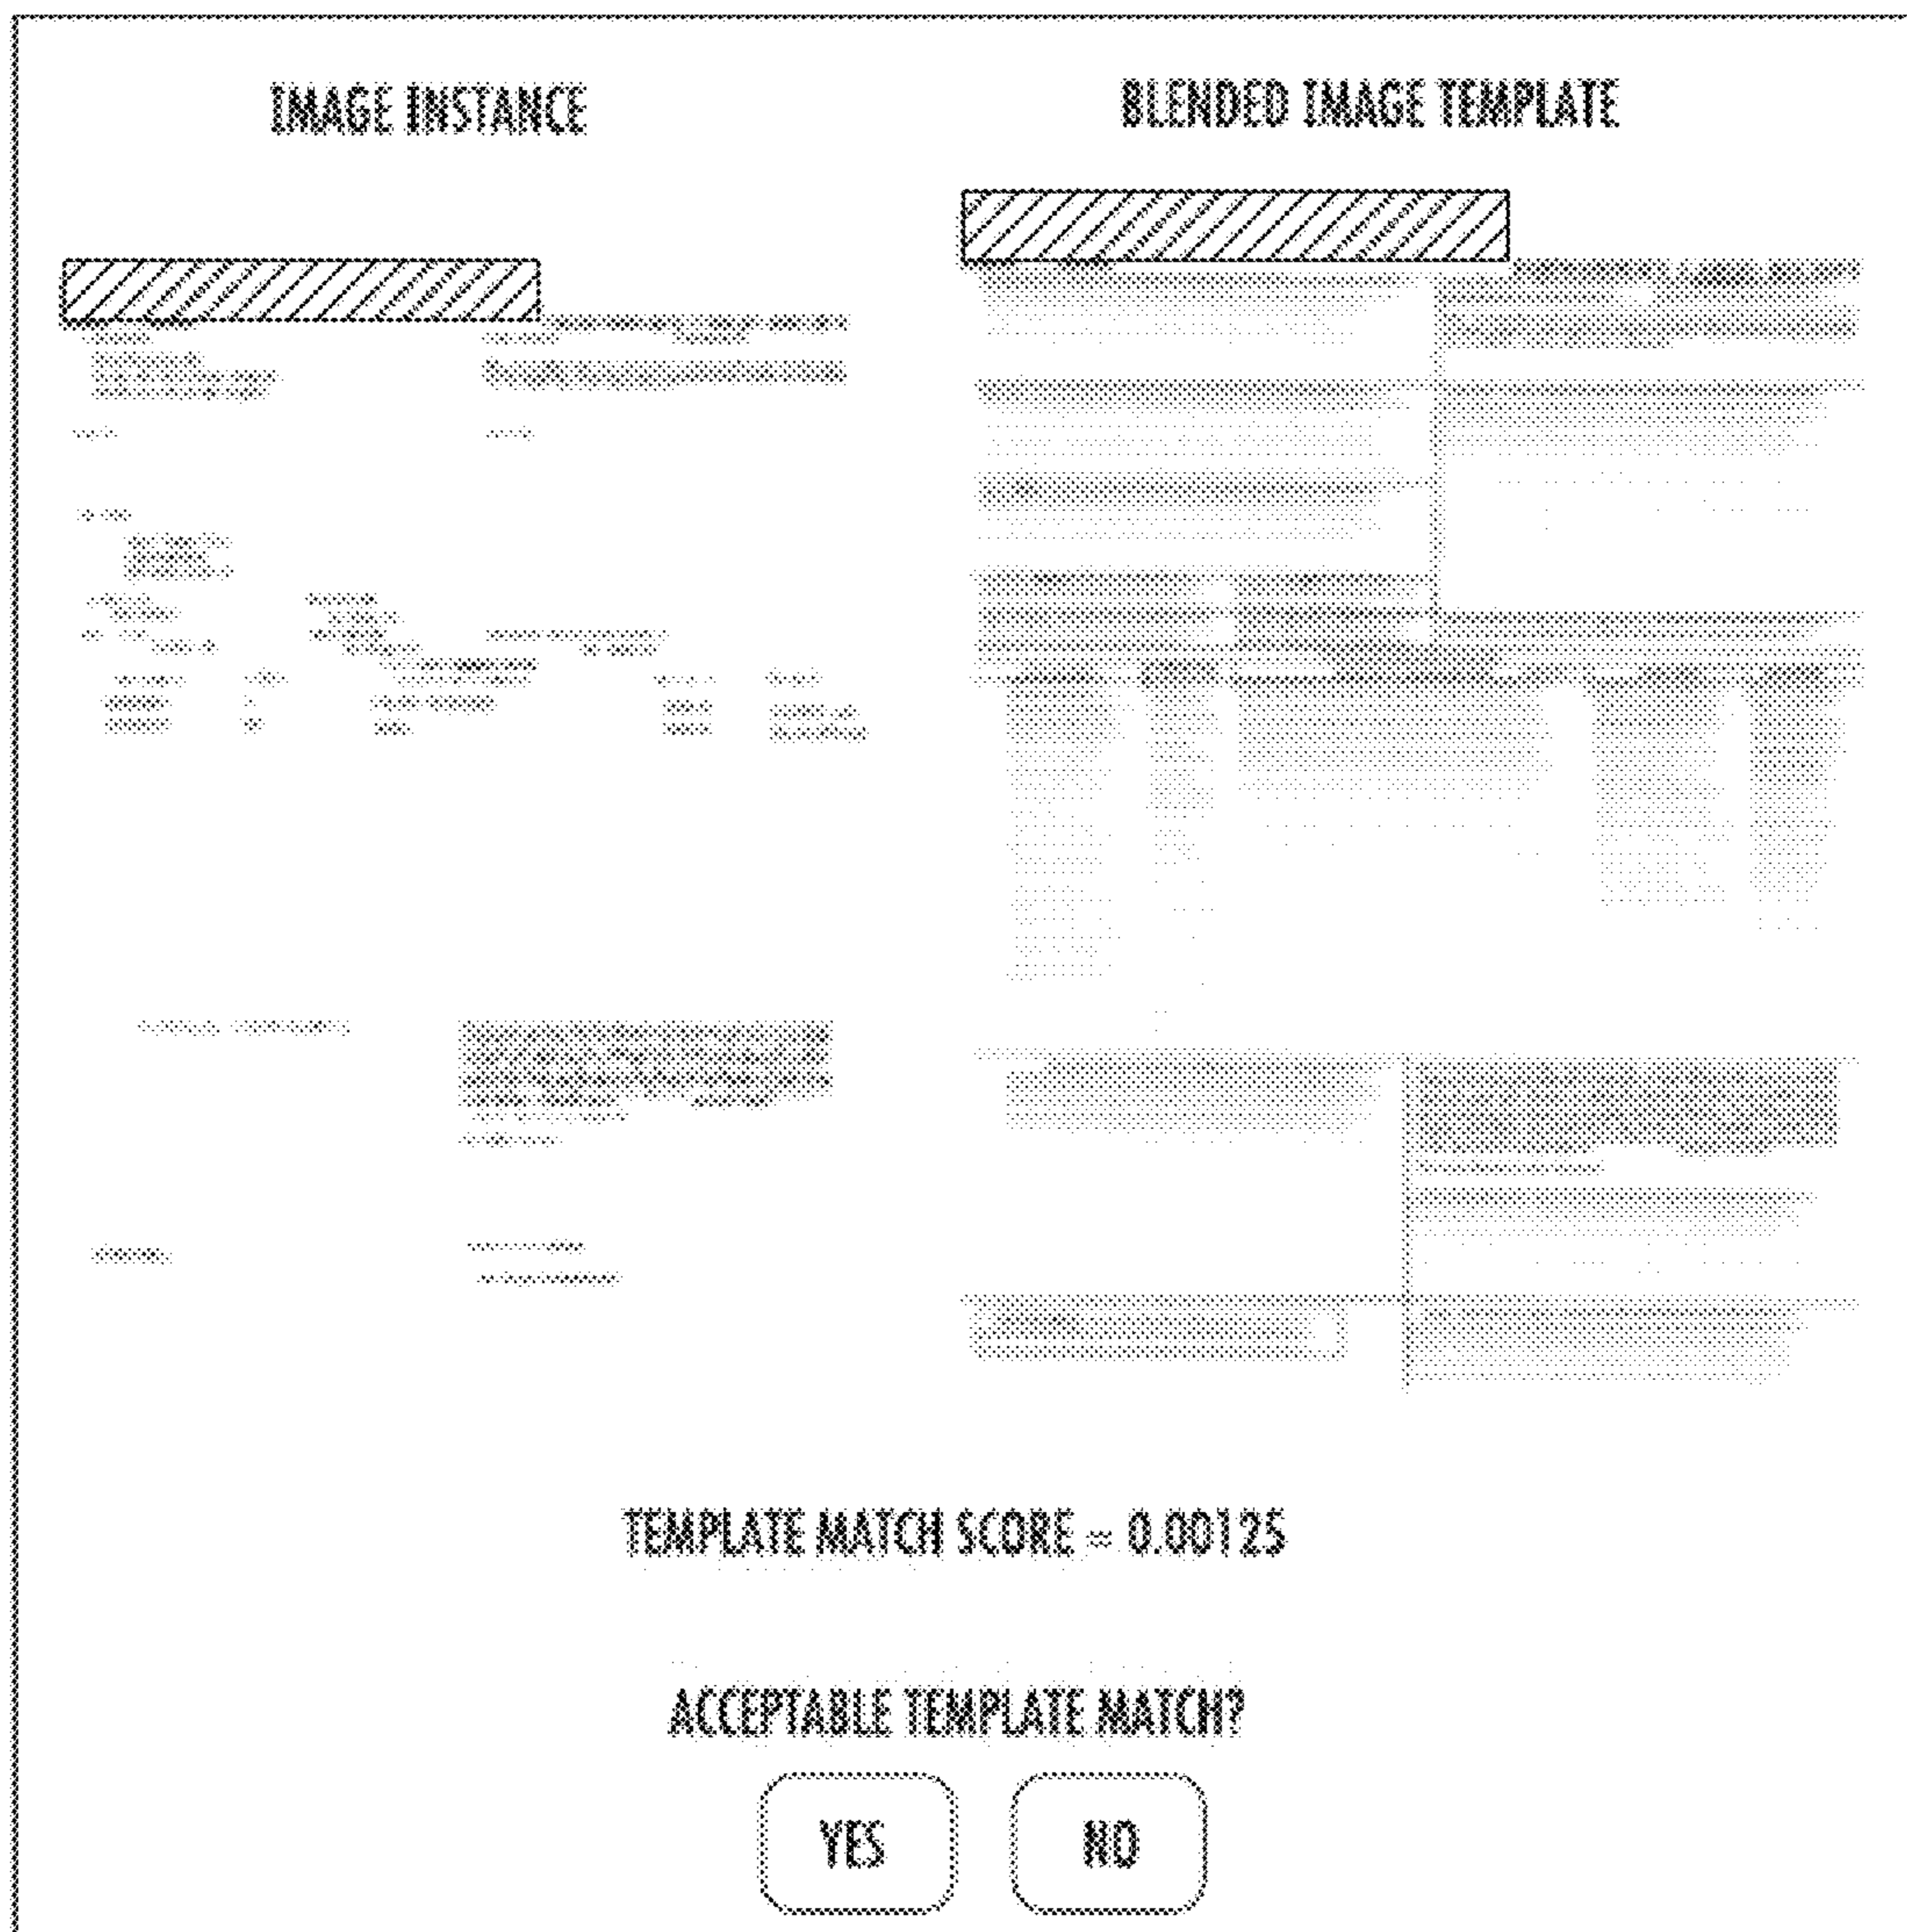 IMAGE INSTANCE
BLENDED IMAGE TEMPLATE
TEMPLATE MATCH SCORE = 0.00125
ACCEPTABLE TEMPLATE MATCH?
YES
NO